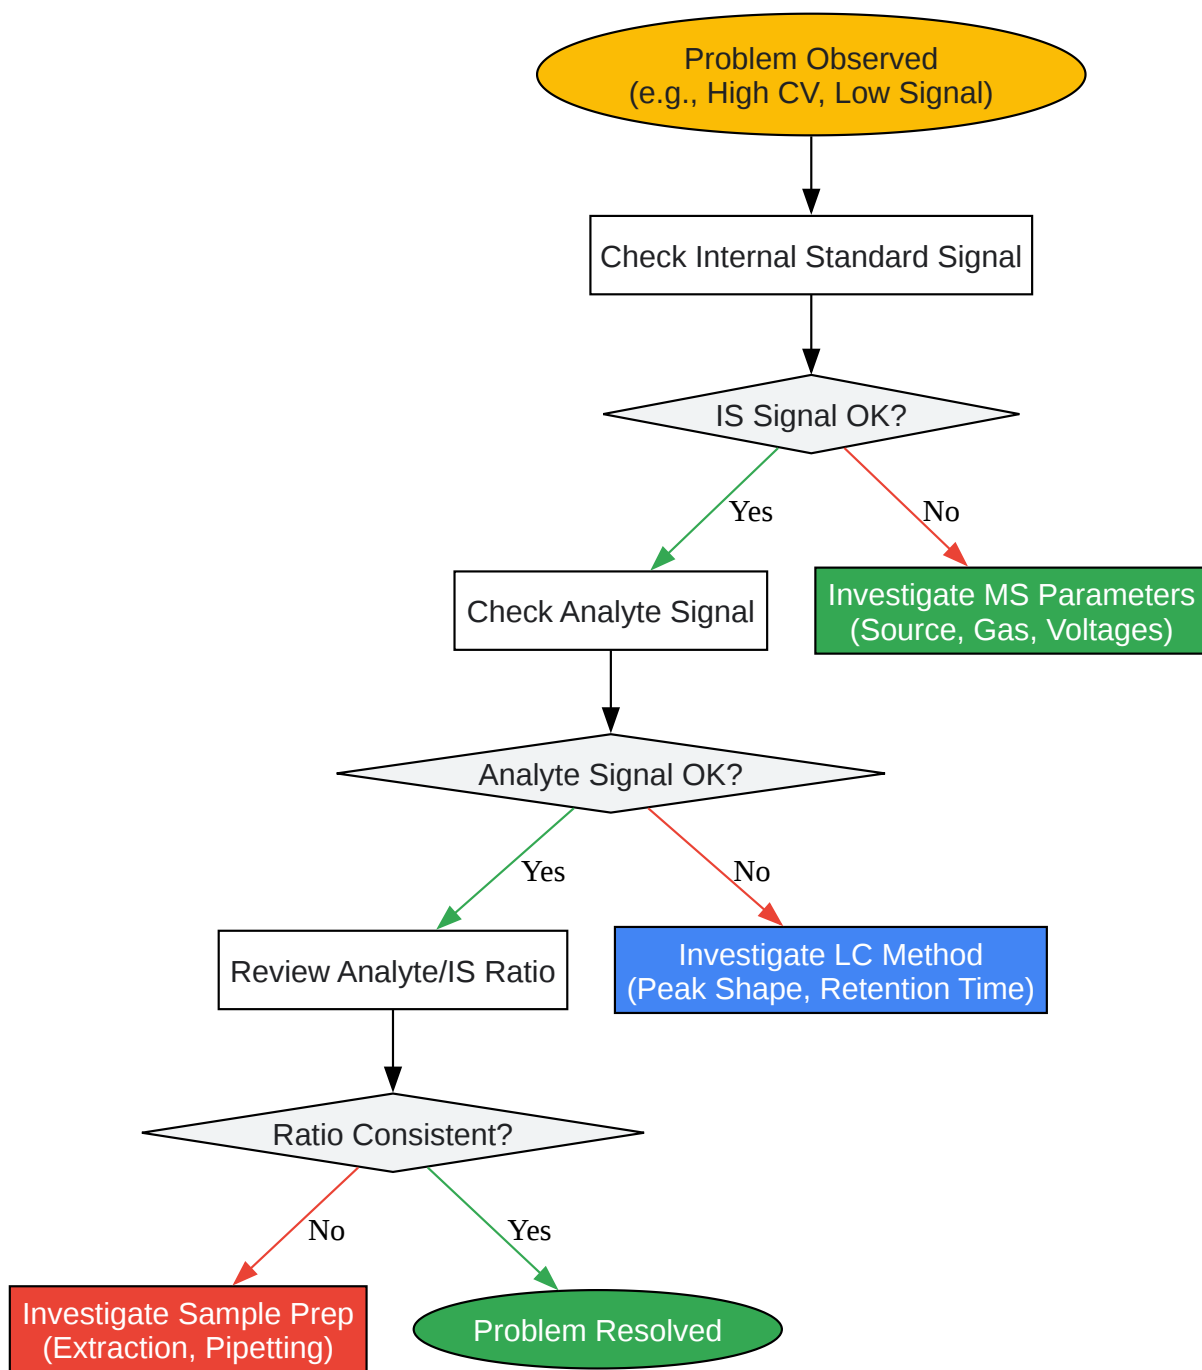 Problem Observed
(e.g., High CV, Low Signal)
Check Internal Standard Signal
IS Signal OK?
Yes
No
Check Analyte Signal
Investigate MS Parameters
(Source, Gas, Voltages)
Analyte Signal OK?
Yes
No
Review Analyte/IS Ratio
Investigate LC Method
(Peak Shape, Retention Time)
Ratio Consistent?
No
Yes
Investigate Sample Prep
(Extraction, Pipetting)
Problem Resolved